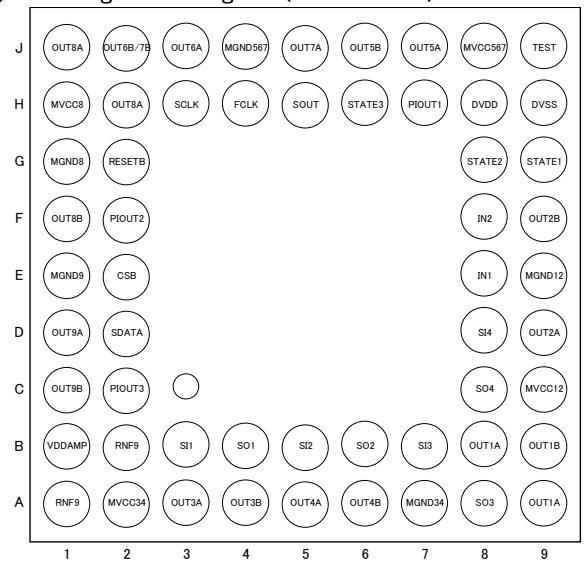 J OUT8A OUT6B/7B OUT6A MGND567 OUT7A OUT5B OUT5A MVCC567 TEST
H MVCC8 OUT8A SCLK FCLK SOUT STATE3 PIOUT1 DVDD DVSS
G MGND8 RESETB STATE2 STATE1
F OUT8B PIOUT2 IN2 OUT2B
E MGND9 CSB IN1 MGND12
D OUT9A SDATA SI4 OUT2A
C OUT9B PIOUT3 SO4 MVCC12
B VDDAMP RNF9 SI1 SO1 SI2 SO2 SI3 OUT1A OUT1B
A RNF9 MVCC34 OUT3A OUT3B OUT4A OUT4B MGND34 SO3 OUT1A
1 2 3 4 5 6 7 8 9